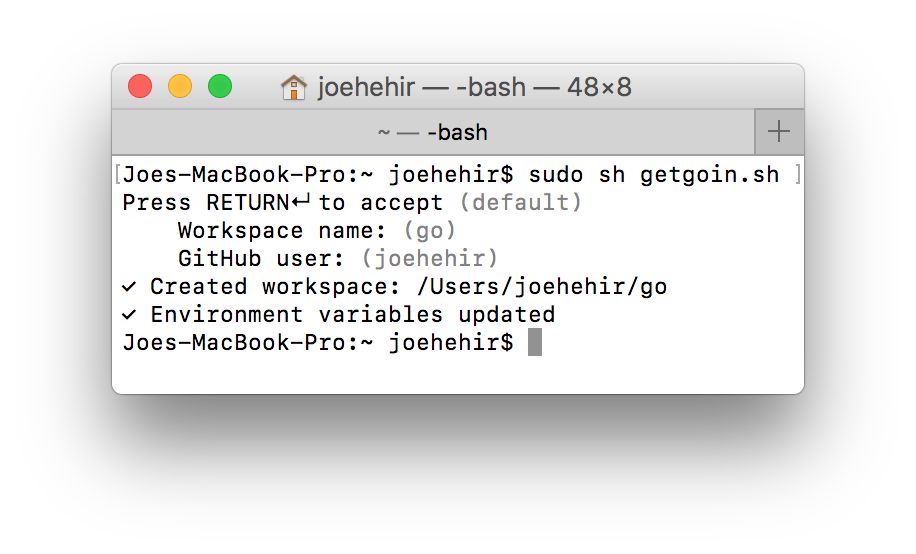 joehehir — -bash — 48×8
~ — -bash
[Joes-MacBook-Pro:~ joehehir$ sudo sh getgoin.sh ]
Press RETURN↵ to accept (default)
    Workspace name: (go)
    GitHub user: (joehehir)
✓ Created workspace: /Users/joehehir/go
✓ Environment variables updated
Joes-MacBook-Pro:~ joehehir$